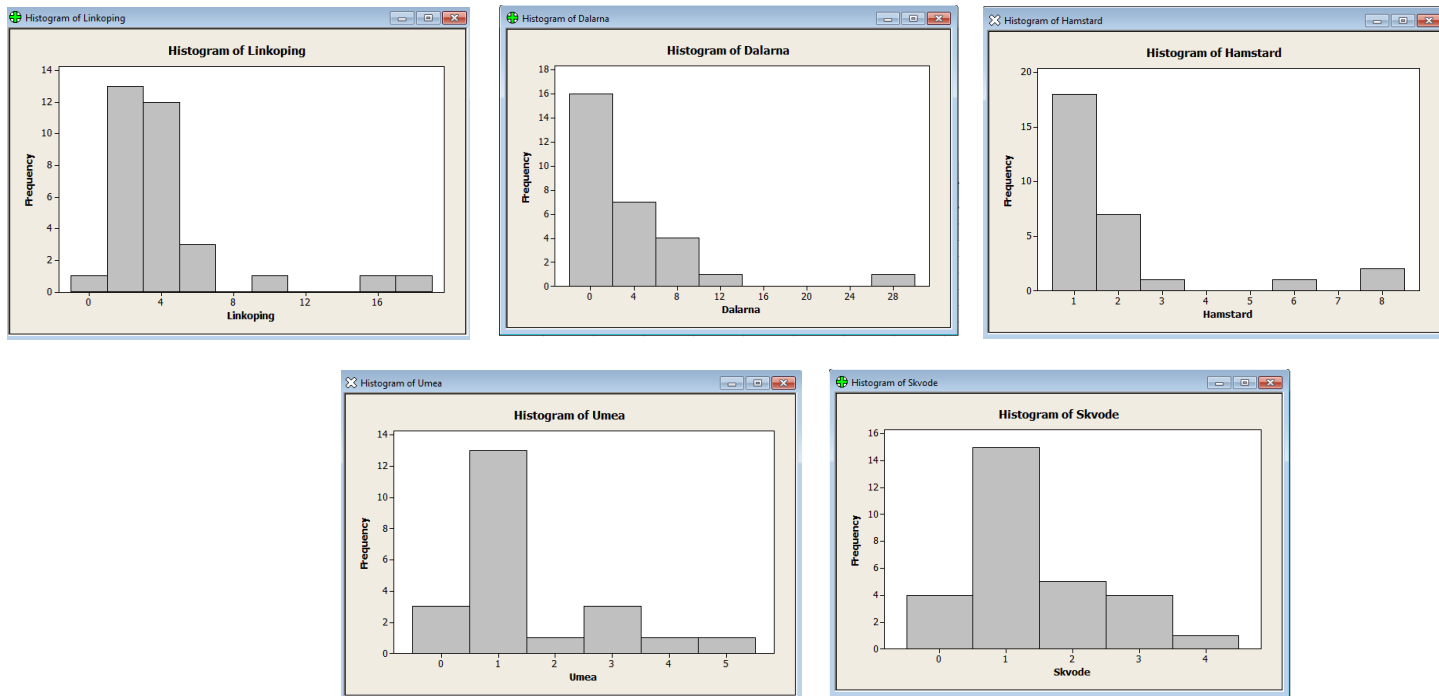 Histogram of Linkoping
Histogram of Linkoping
14
12
10
8
6
4
2
0
Frequency
0 4 8 12 16
Linkoping
Histogram of Dalarna
Histogram of Dalarna
18
16
14
12
10
8
6
4
2
0
Frequency
0 4 8 12 16 20 24 28
Dalarna
Histogram of Hamstard
Histogram of Hamstard
20
15
10
5
0
Frequency
1 2 3 4 5 6 7 8
Hamstard
Histogram of Umea
Histogram of Umea
14
12
10
8
6
4
2
0
Frequency
0 1 2 3 4 5
Umea
Histogram of Skvode
Histogram of Skvode
16
14
12
10
8
6
4
2
0
Frequency
0 1 2 3 4
Skvode